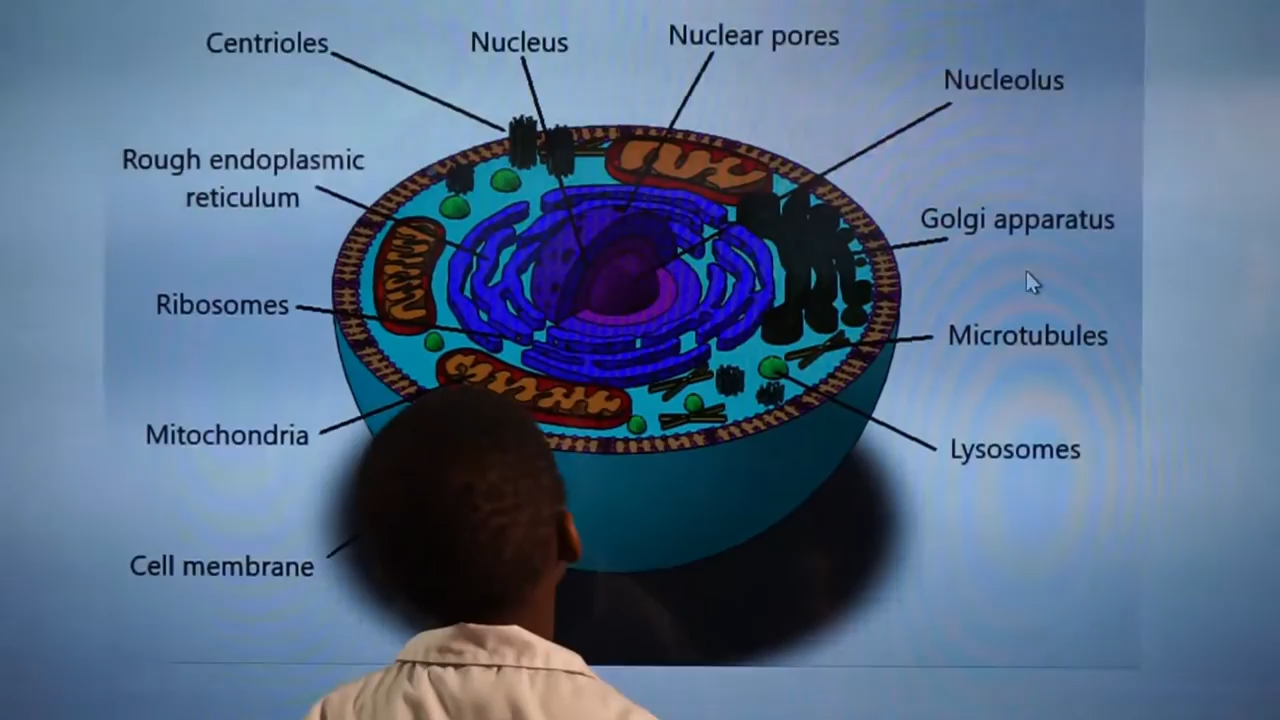 Centrioles
Nucleus
Nuclear pores
Nucleolus
Rough endoplasmic
reticulum
Golgi apparatus
Ribosomes
Microtubules
Mitochondria
Lysosomes
Cell membrane